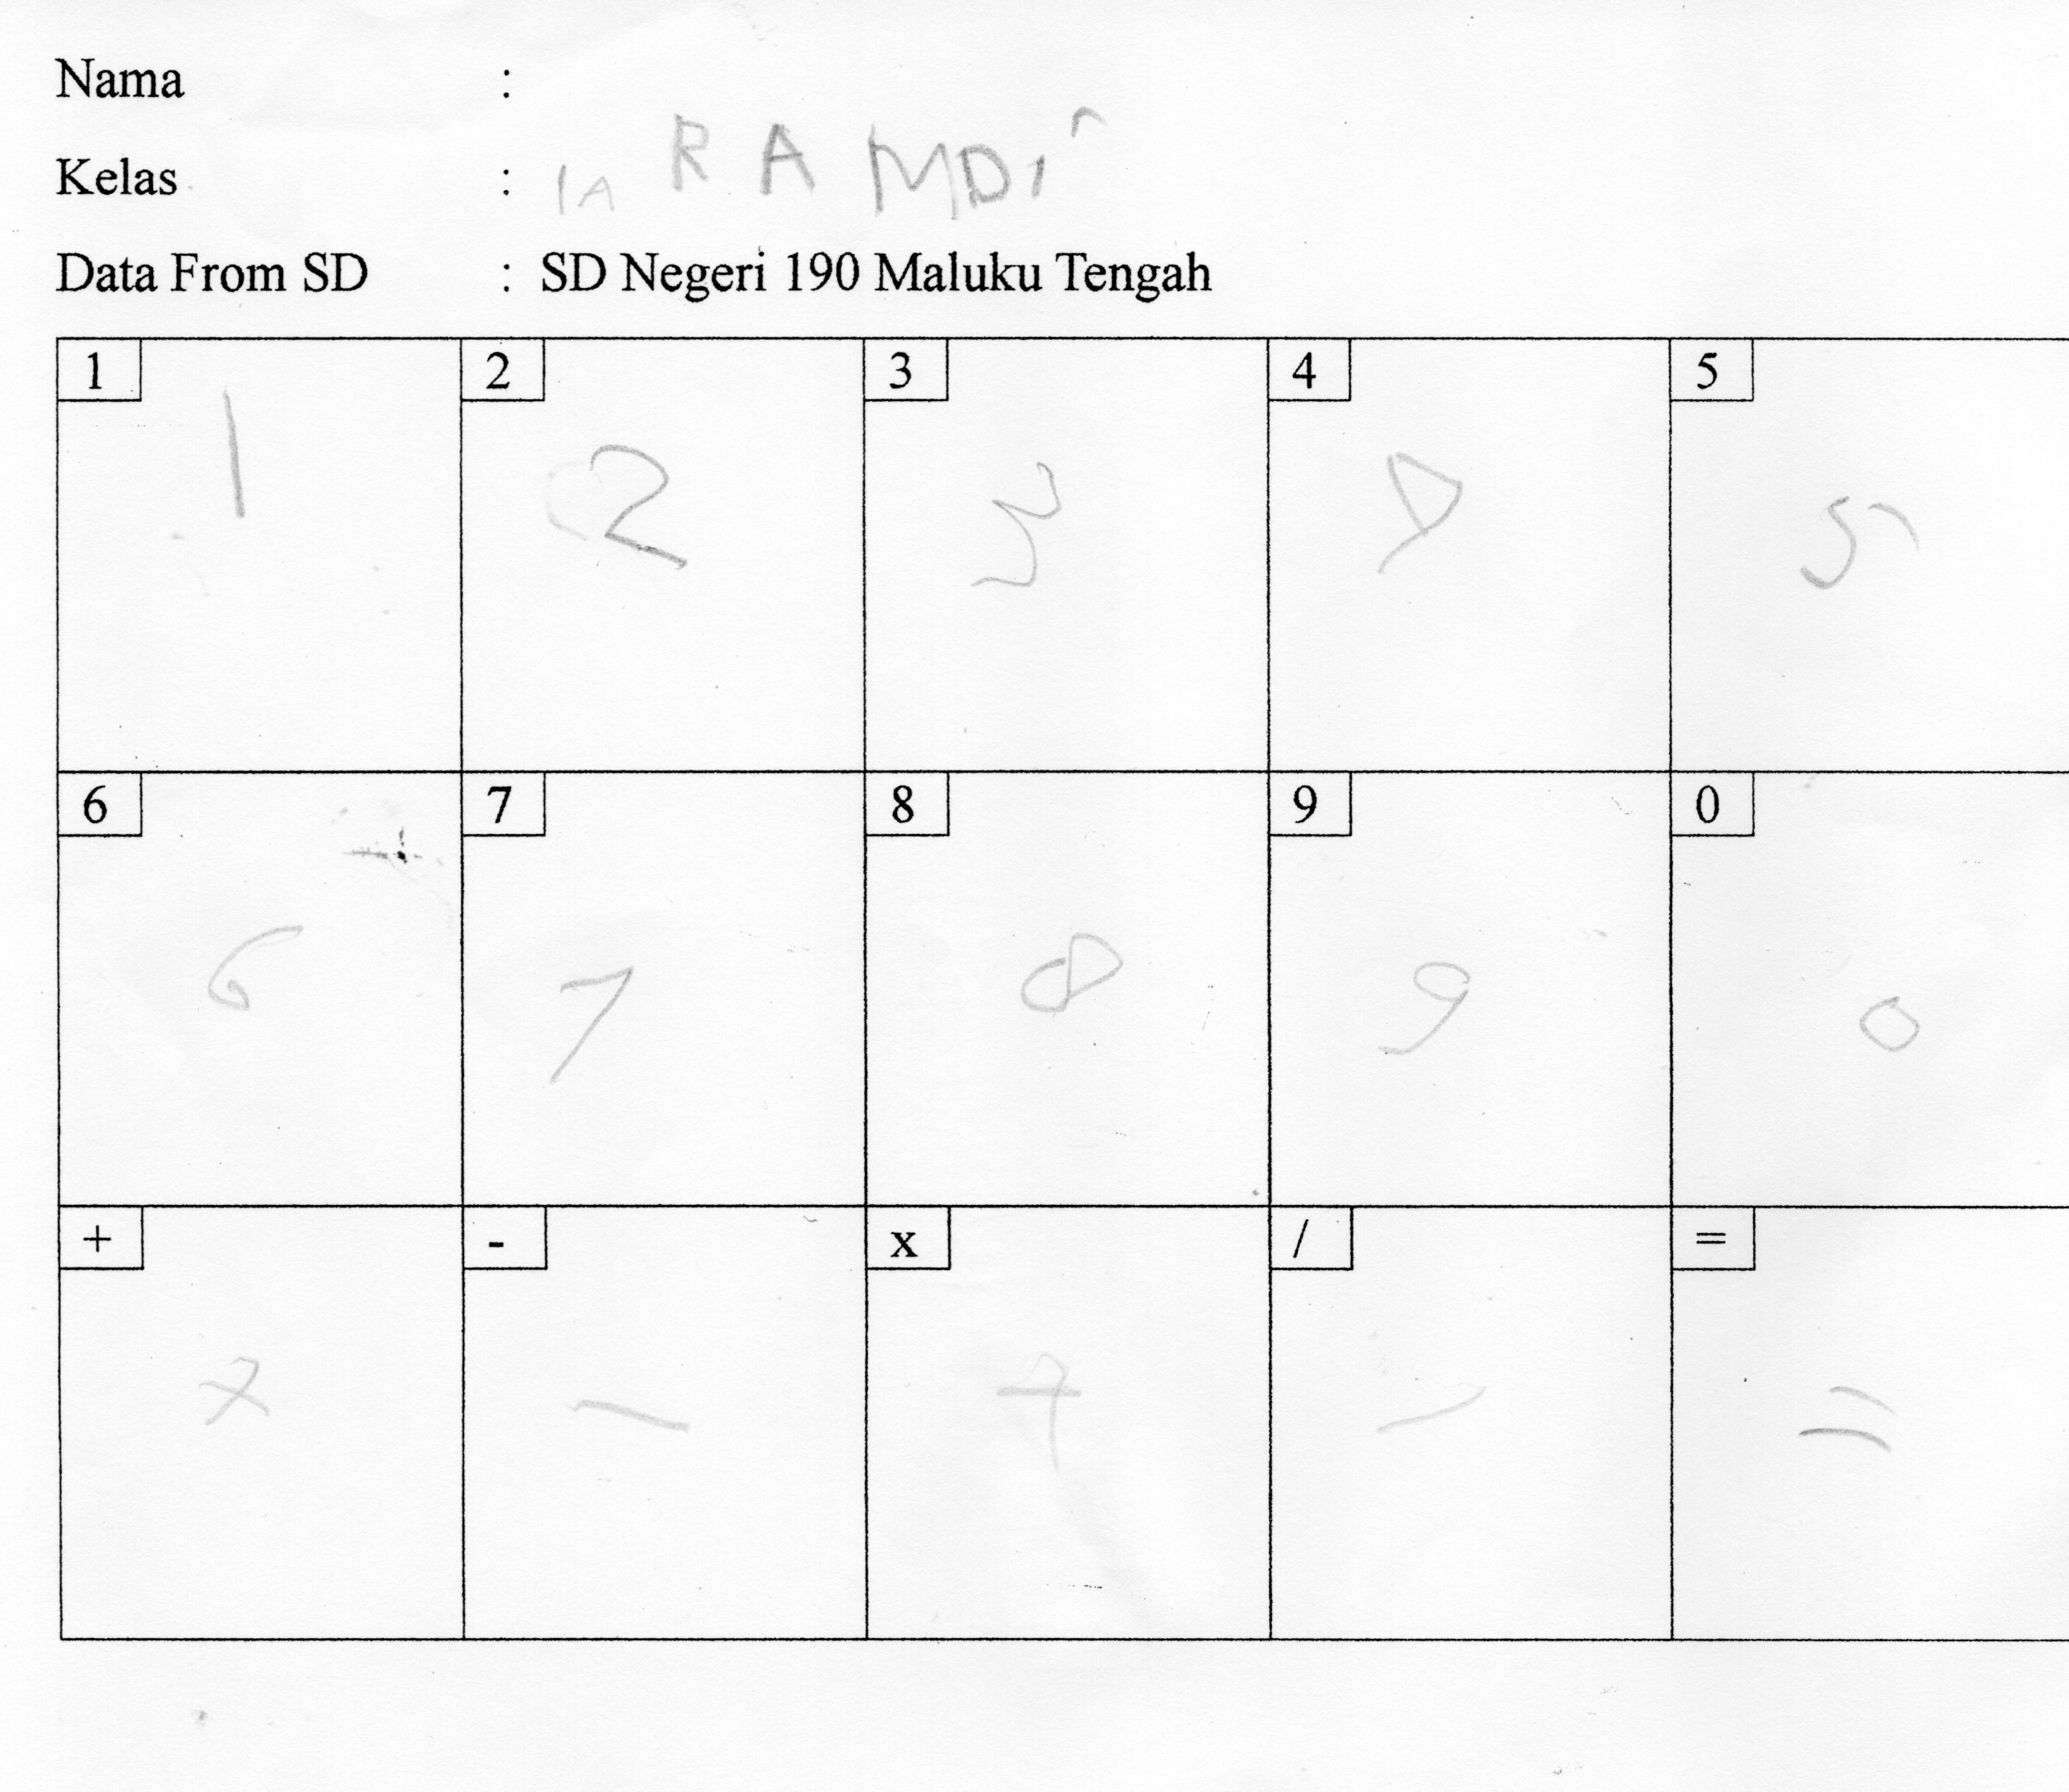 Nama :
Kelas : 1A RAMDI
Data From SD : SD Negeri 190 Maluku Tengah
1 2 3 4 5
1 2 3 4 5
6 7 8 9 0
6 7 8 9 0
+ - x / =
x - + / =